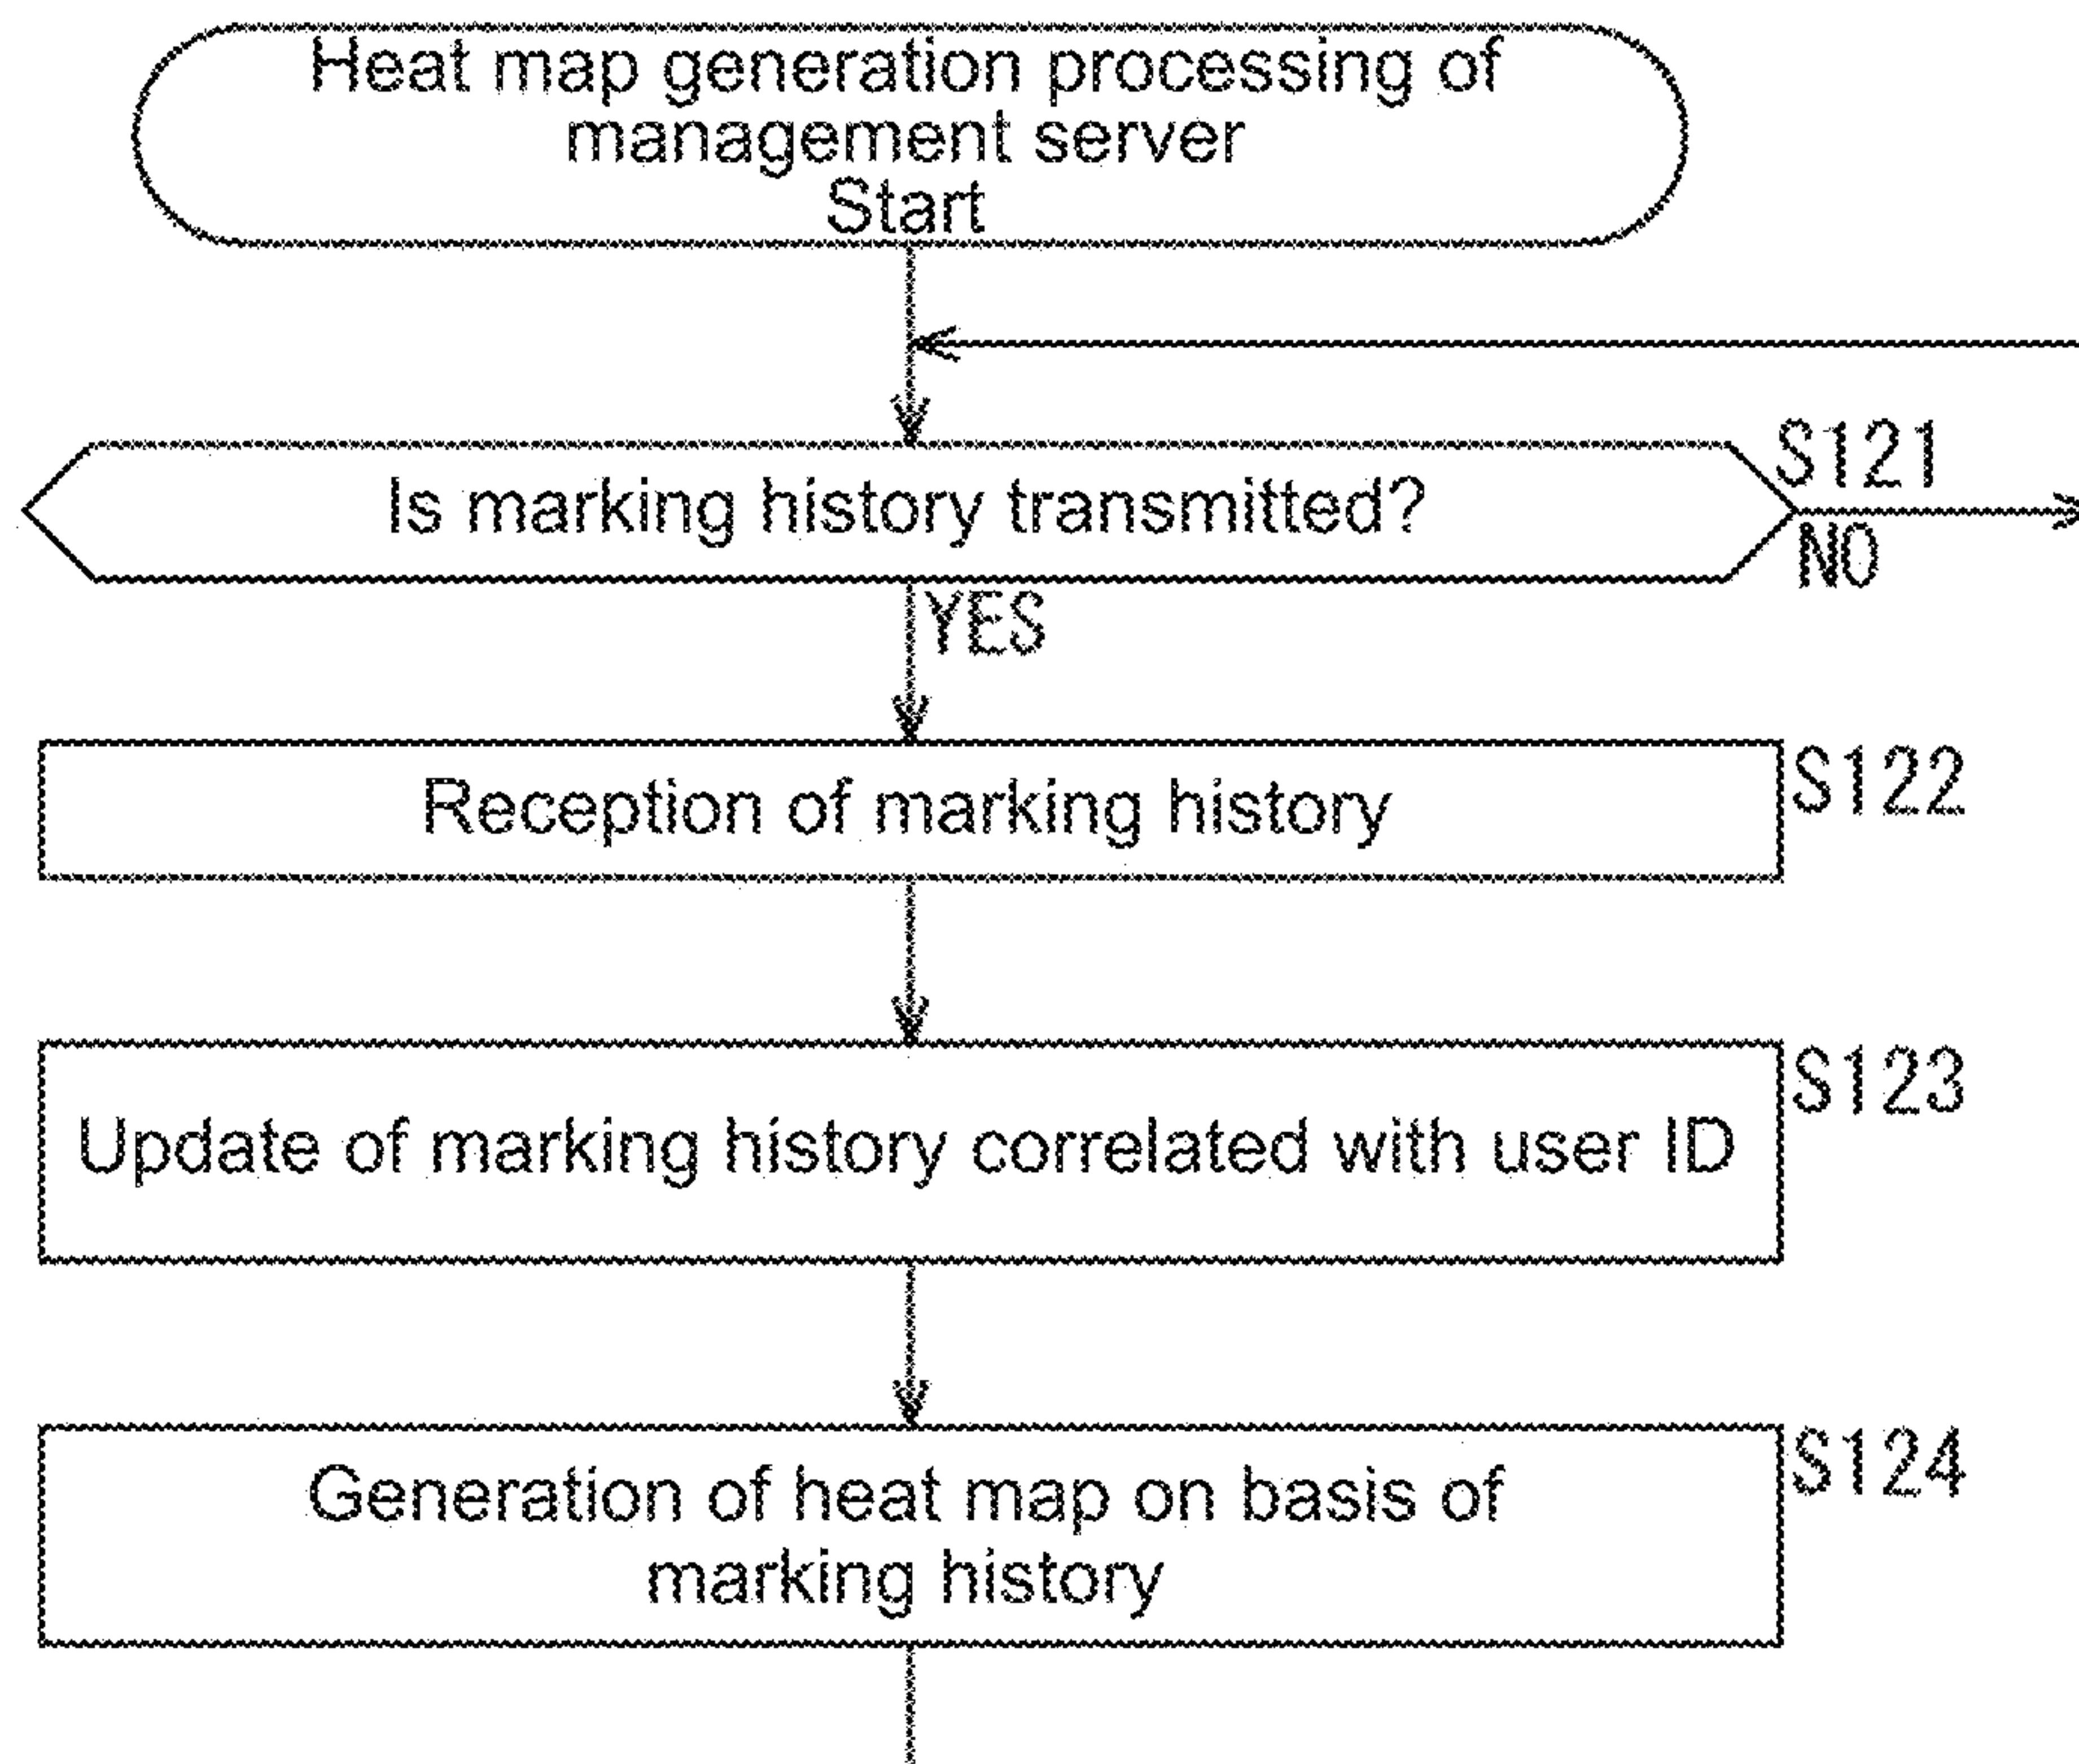 Heat map generation processing of
management server
Start
Is marking history transmitted?
S121
NO
YES
Reception of marking history
S122
Update of marking history correlated with user ID
S123
Generation of heat map on basis of
marking history
S124